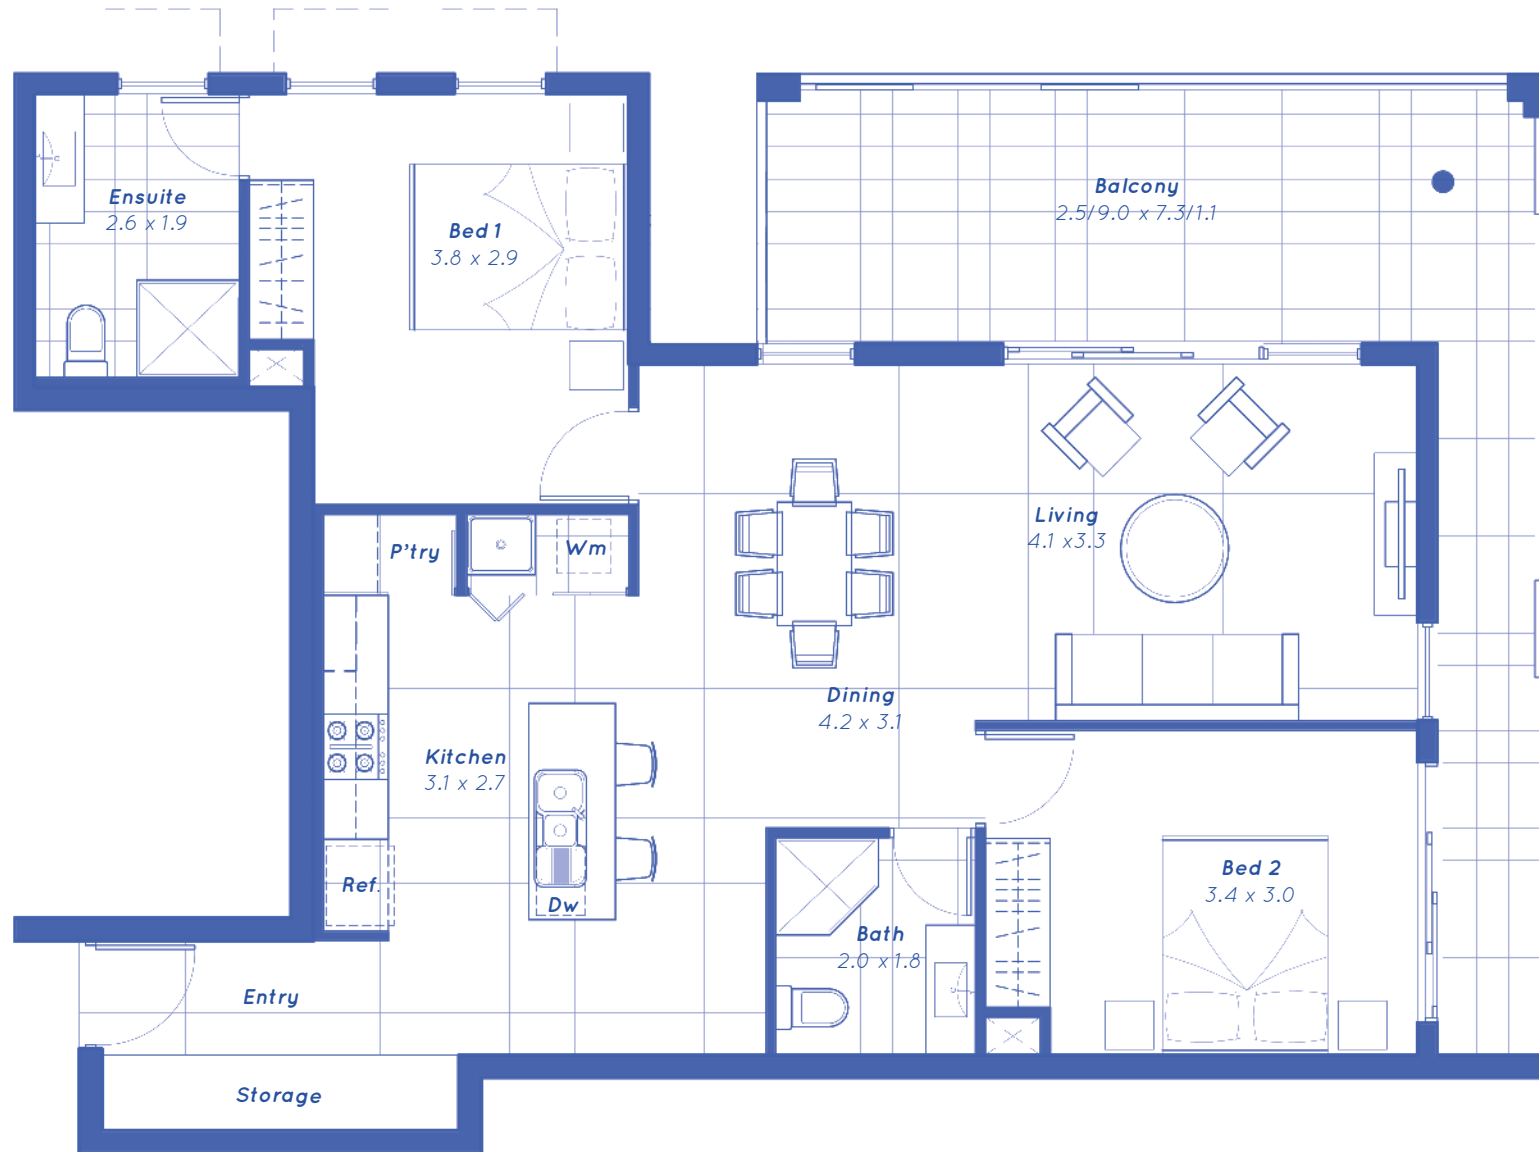 Ensuite
2.6 x 1.9
Bed 1
3.8 x 2.9
Balcony
2.5/9.0 x 7.3/1.1
P'try
Wm
Living
4.1 x3.3
Dining
4.2 x 3.1
Kitchen
3.1 x 2.7
Ref.
Dw
Bath
2.0 x 1.8
Bed 2
3.4 x 3.0
Entry
Storage